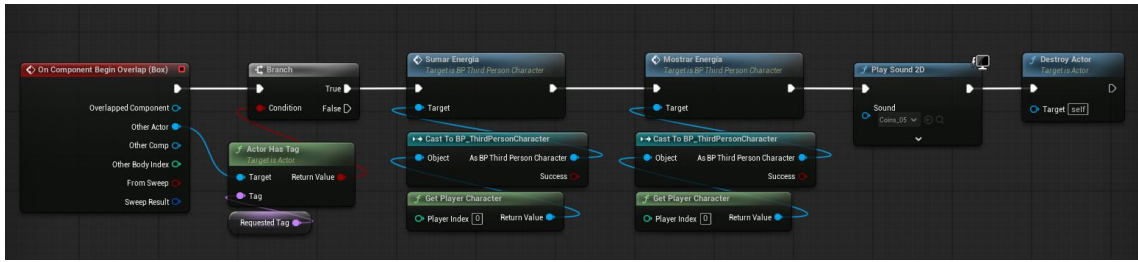 On Component Begin Overlap (Box)
Overlapped Component
Other Actor
Other Comp
Other Body Index
From Sweep
Sweep Result
Branch
True
Condition
False
Actor Has Tag
Target is Actor
Target
Return Value
Tag
Requested Tag
Sumar Energia
Target is BP Third Person Character
Target
Cast To BP_ThirdPersonCharacter
Object
As BP Third Person Character
Success
Get Player Character
Player Index 0
Return Value
Mostrar Energia
Target is BP Third Person Character
Target
Cast To BP_ThirdPersonCharacter
Object
As BP Third Person Character
Success
Get Player Character
Player Index 0
Return Value
Play Sound 2D
Sound
Coins_05
Destroy Actor
Target is Actor
Target self